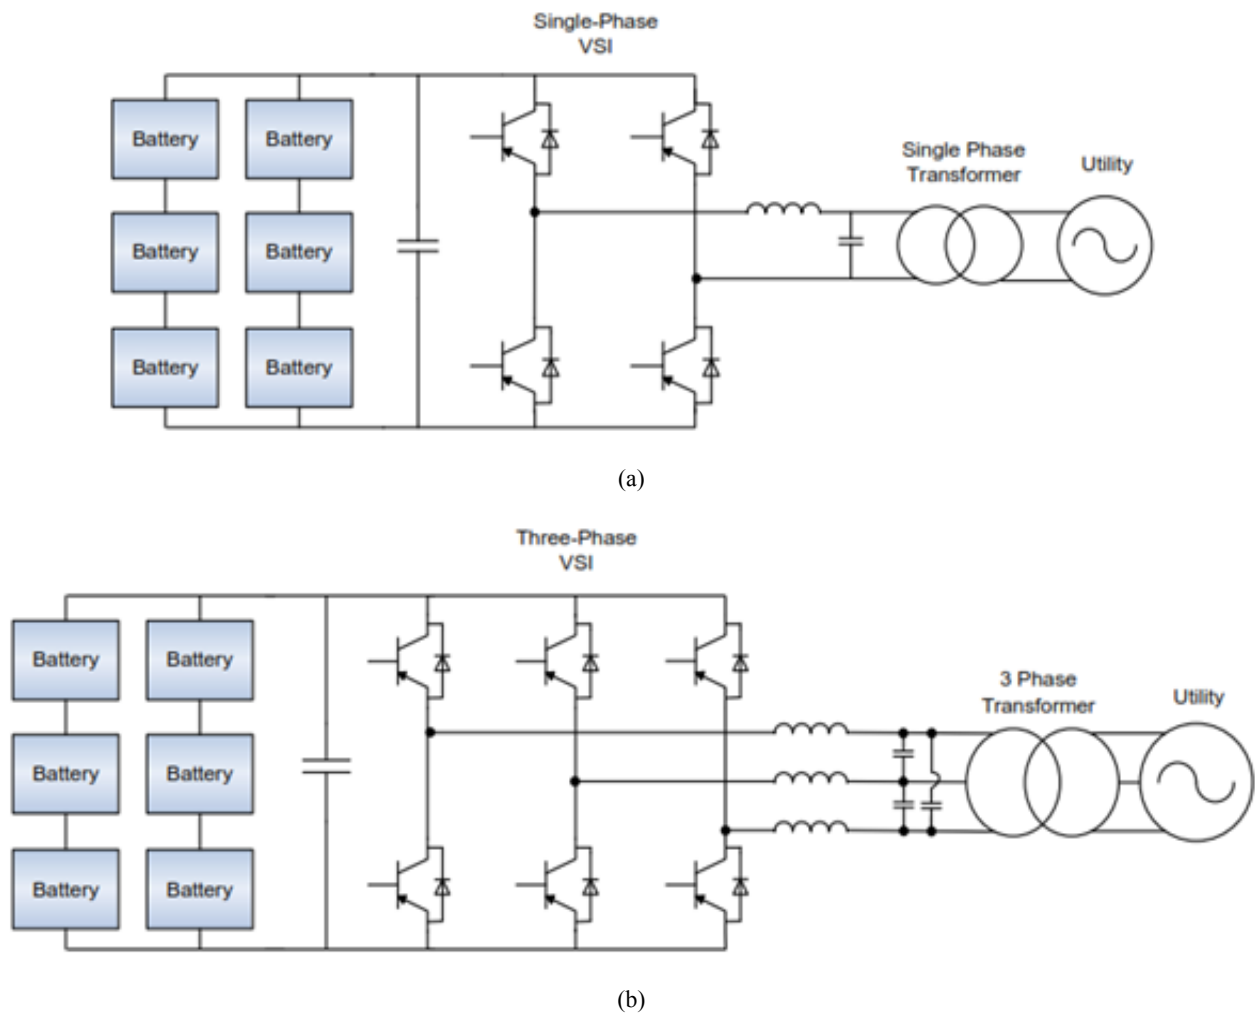 Single-Phase
VSI
Battery
Battery
Single Phase
Transformer
Utility
Battery
Battery
Battery
Battery
(a)
Three-Phase
VSI
Battery
Battery
3 Phase
Transformer
Utility
Battery
Battery
Battery
Battery
(b)